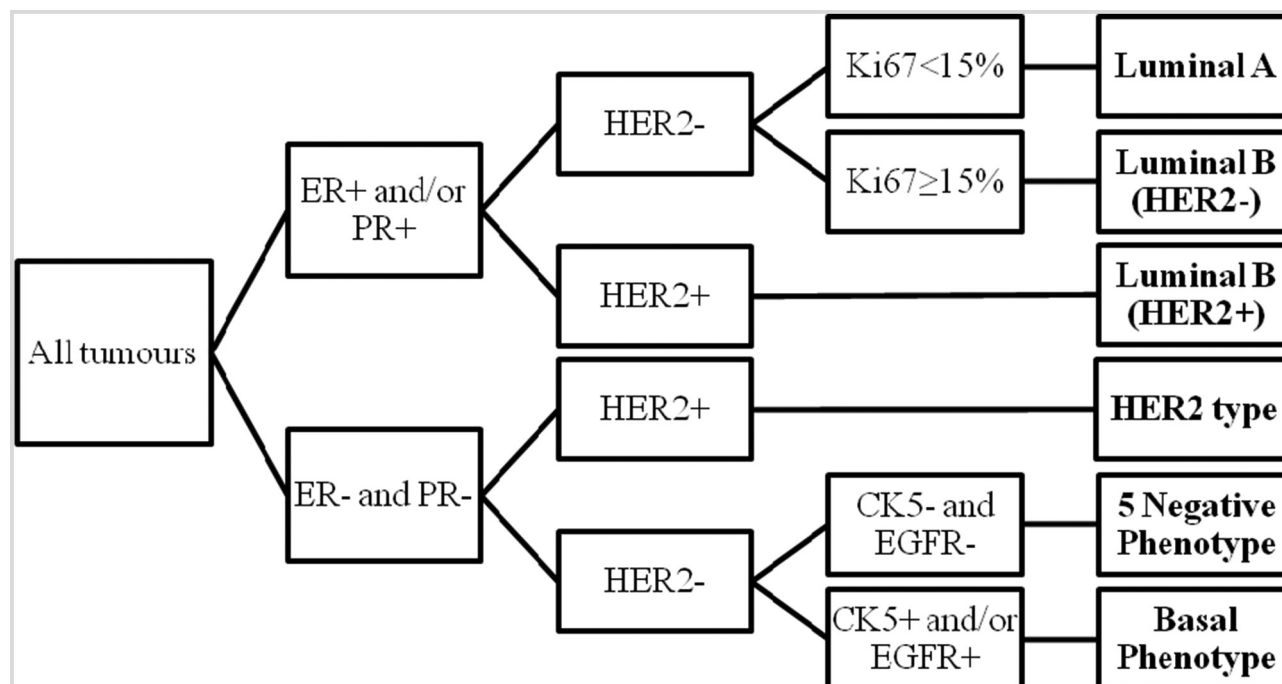 All tumours
ER+ and/or
PR+
ER- and PR-
HER2-
HER2+
HER2+
HER2-
Ki67<15%
Ki67≥15%
CK5- and
EGFR-
CK5+ and/or
EGFR+
Luminal A
Luminal B
(HER2-)
Luminal B
(HER2+)
HER2 type
5 Negative
Phenotype
Basal
Phenotype